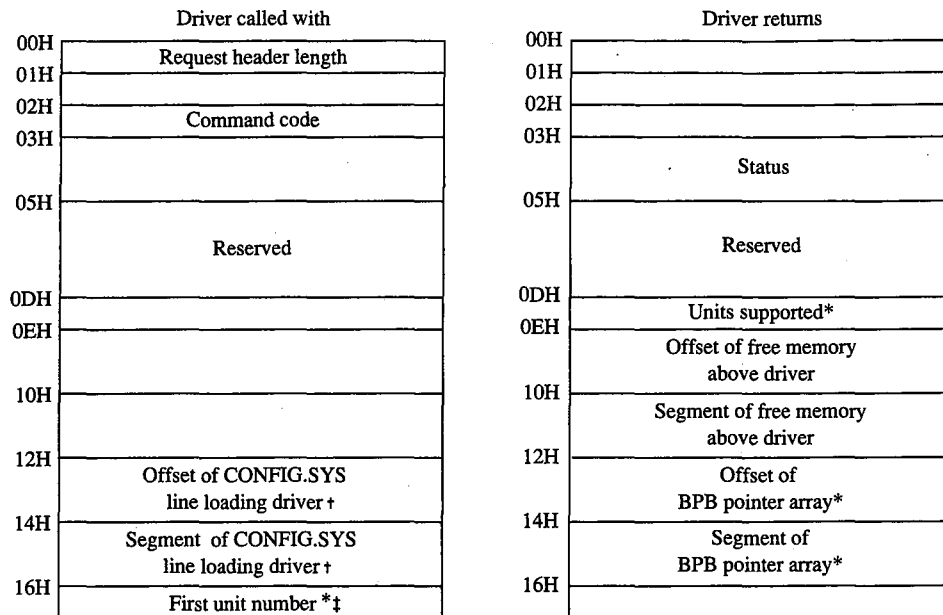 Driver called with
00H
Request header length
01H
02H
Command code
03H
05H
Reserved
0DH
0EH
10H
12H
Offset of CONFIG.SYS
line loading driver †
14H
Segment of CONFIG.SYS
line loading driver †
16H
First unit number *‡
Driver returns
00H
01H
02H
03H
Status
05H
Reserved
0DH
Units supported*
0EH
Offset of free memory
above driver
10H
Segment of free memory
above driver
12H
Offset of
BPB pointer array*
14H
Segment of
BPB pointer array*
16H